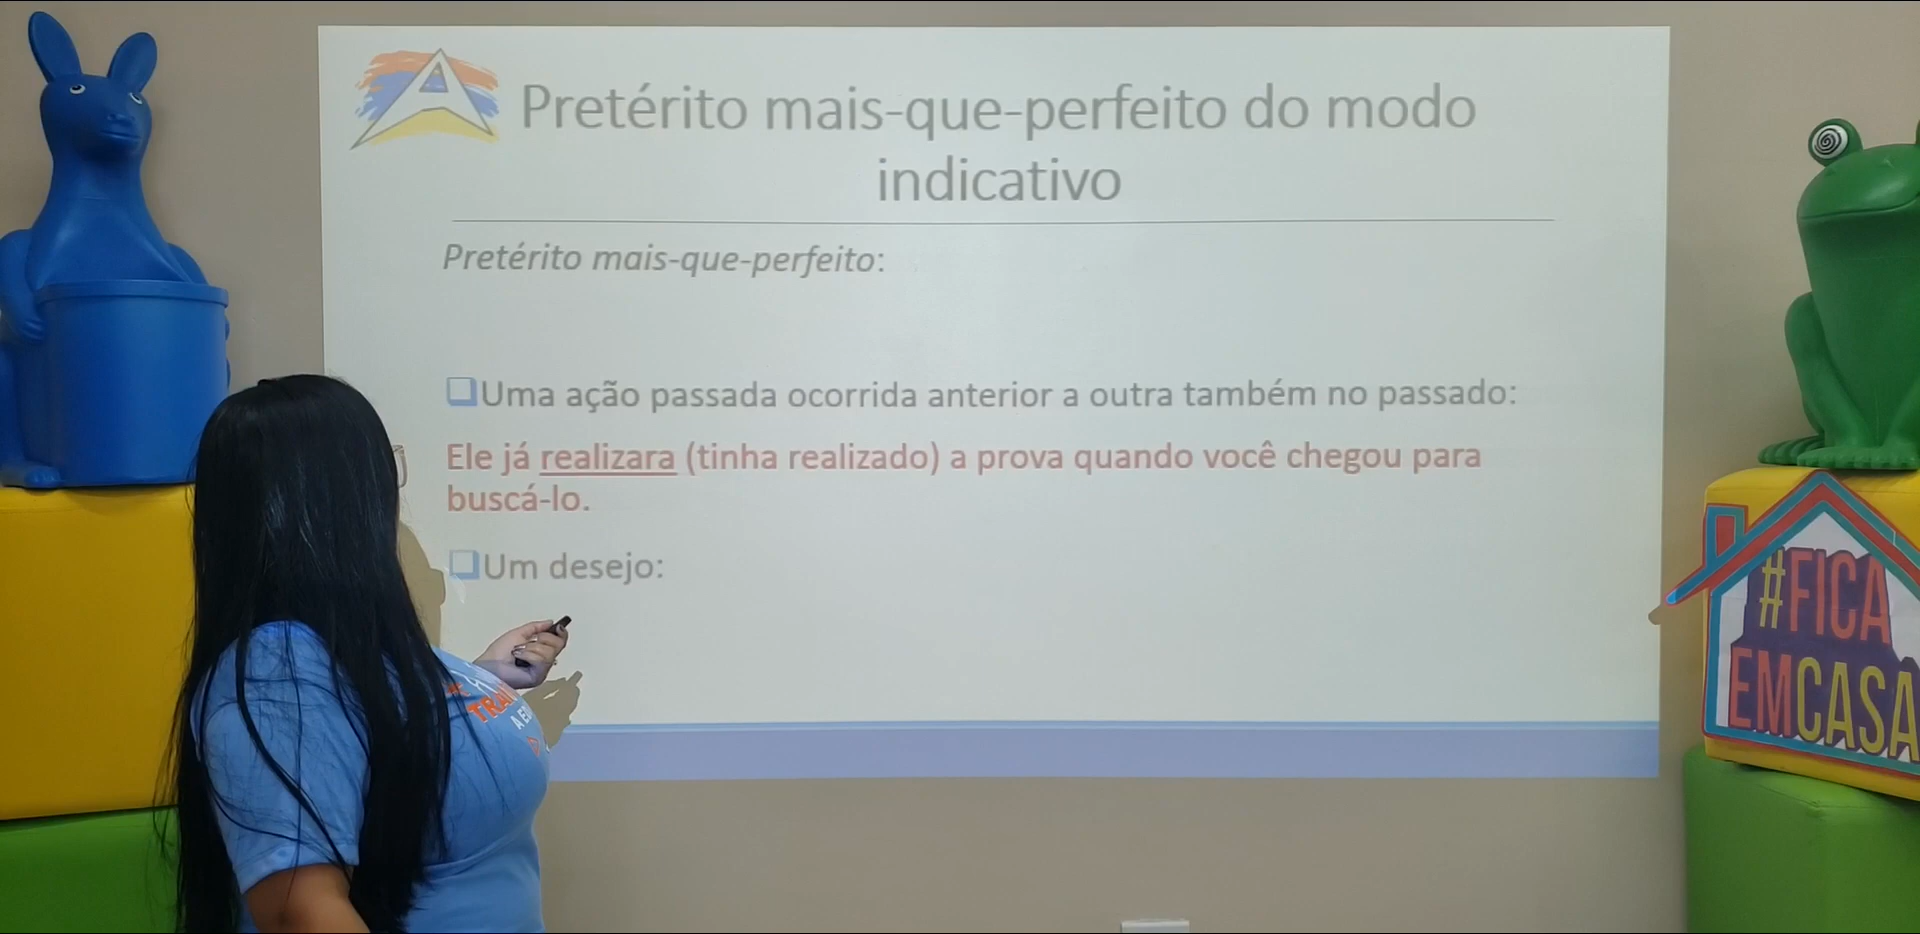 Pretérito mais-que-perfeito do modo
indicativo
Pretérito mais-que-perfeito:
Uma ação passada ocorrida anterior a outra também no passado:
Ele já realizara (tinha realizado) a prova quando você chegou para
buscá-lo.
Um desejo:
#FICA
EMCASA